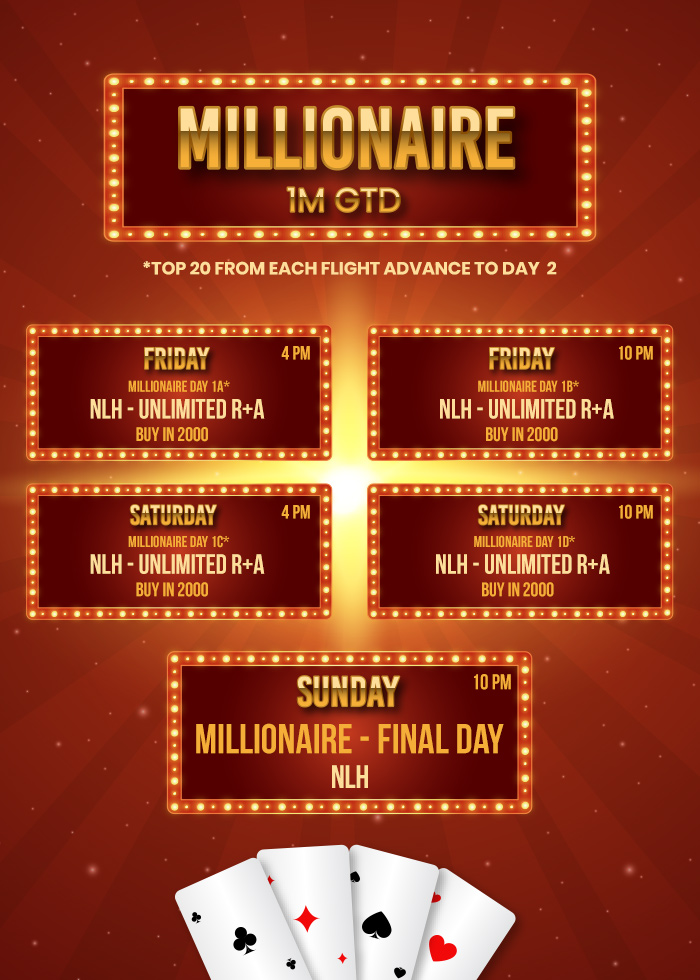 MILLIONAIRE
1M GTD
*TOP 20 FROM EACH FLIGHT ADVANCE TO DAY 2
FRIDAY
4 PM
MILLIONAIRE DAY 1A*
NLH - UNLIMITED R+A
BUY IN 2000
FRIDAY
10 PM
MILLIONAIRE DAY 1B*
NLH - UNLIMITED R+A
BUY IN 2000
SATURDAY
4 PM
MILLIONAIRE DAY 1C*
NLH - UNLIMITED R+A
BUY IN 2000
SATURDAY
10 PM
MILLIONAIRE DAY 1D*
NLH - UNLIMITED R+A
BUY IN 2000
SUNDAY
10 PM
MILLIONAIRE - FINAL DAY
NLH